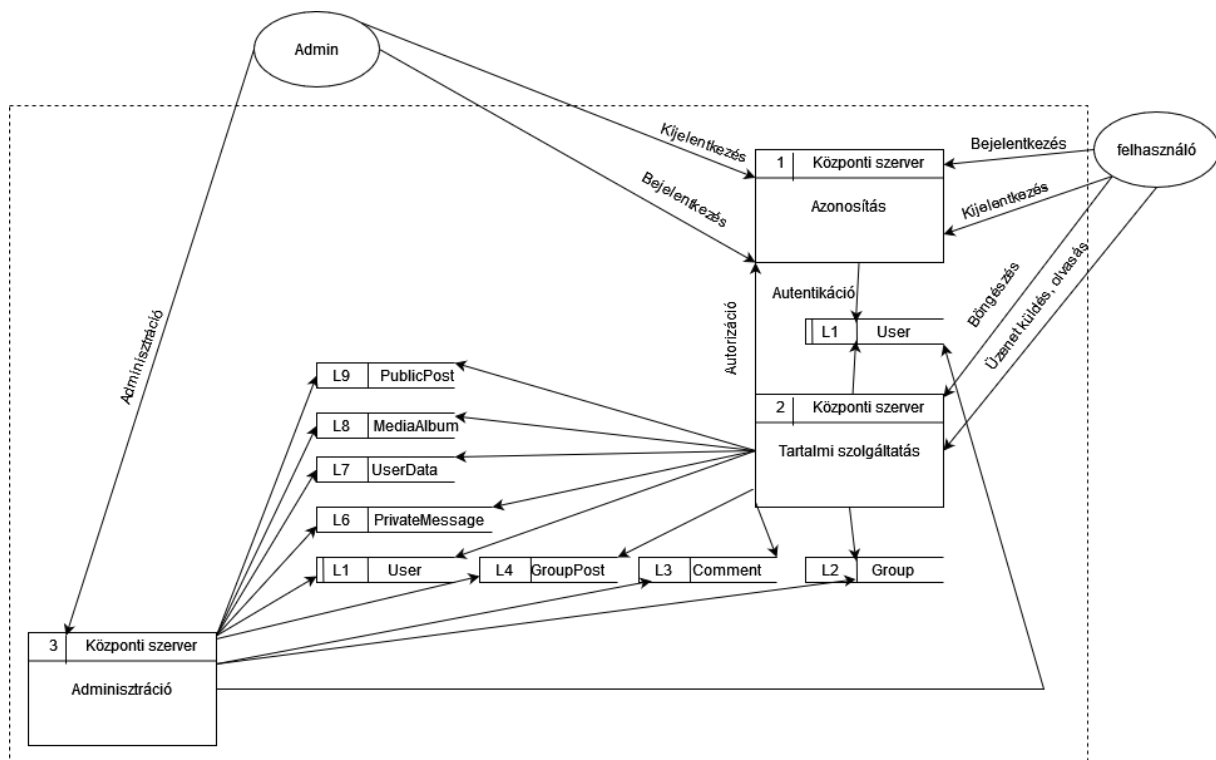 Admin
felhasználó
Kijelentkezés
Bejelentkezés
Bejelentkezés
Kijelentkezés
1 Központi szerver
Azonosítás
Adminisztráció
Autentikáció
Autorizáció
Böngészés
Üzenet küldés, olvasás
L1 User
L9 PublicPost
L8 MediaAlbum
L7 UserData
L6 PrivateMessage
2 Központi szerver
Tartalmi szolgáltatás
L1 User
L4 GroupPost
L3 Comment
L2 Group
3 Központi szerver
Adminisztráció